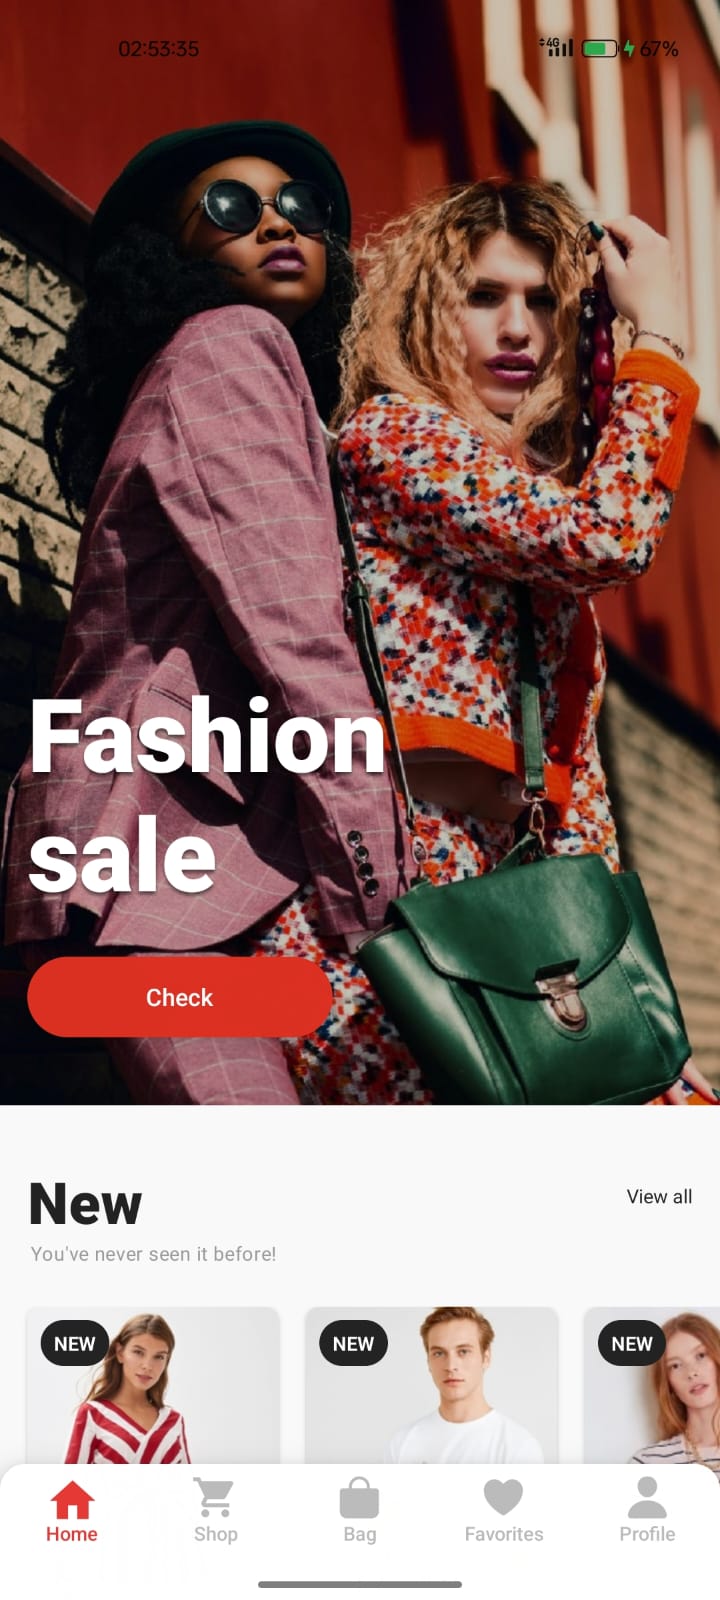 02:53:35 4G 67%
Fashion
sale
Check
New
View all
You've never seen it before!
NEW NEW NEW
Home Shop Bag Favorites Profile